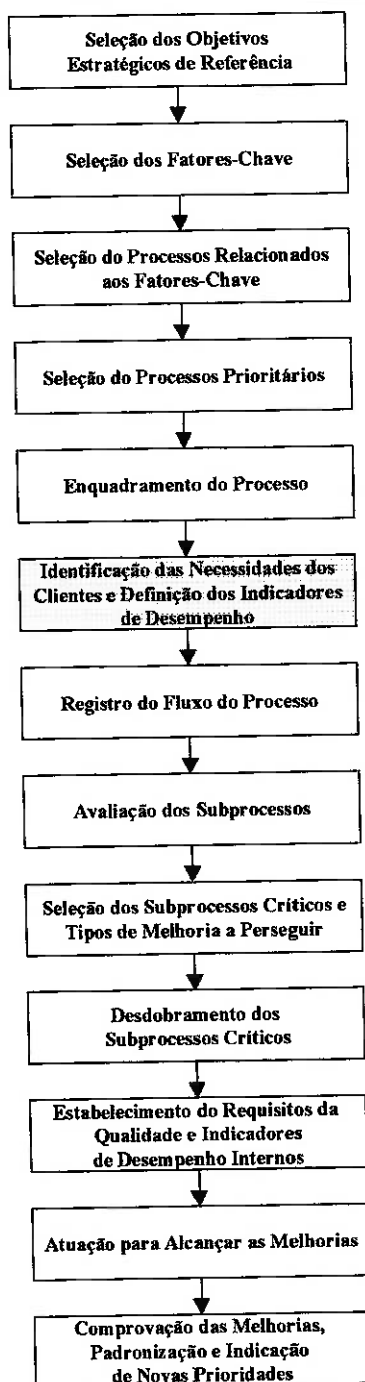 Seleção dos Objetivos
Estratégicos de Referência
Seleção dos Fatores-Chave
Seleção do Processos Relacionados
aos Fatores-Chave
Seleção do Processos Prioritários
Enquadramento do Processo
Identificação das Necessidades dos
Clientes e Definição dos Indicadores
de Desempenho
Registro do Fluxo do Processo
Avaliação dos Subprocessos
Seleção dos Subprocessos Críticos e
Tipos de Melhoria a Perseguir
Desdobramento dos
Subprocessos Críticos
Estabelecimento do Requisitos da
Qualidade e Indicadores
de Desempenho Internos
Atuação para Alcançar as Melhorias
Comprovação das Melhorias,
Padronização e Indicação
de Novas Prioridades